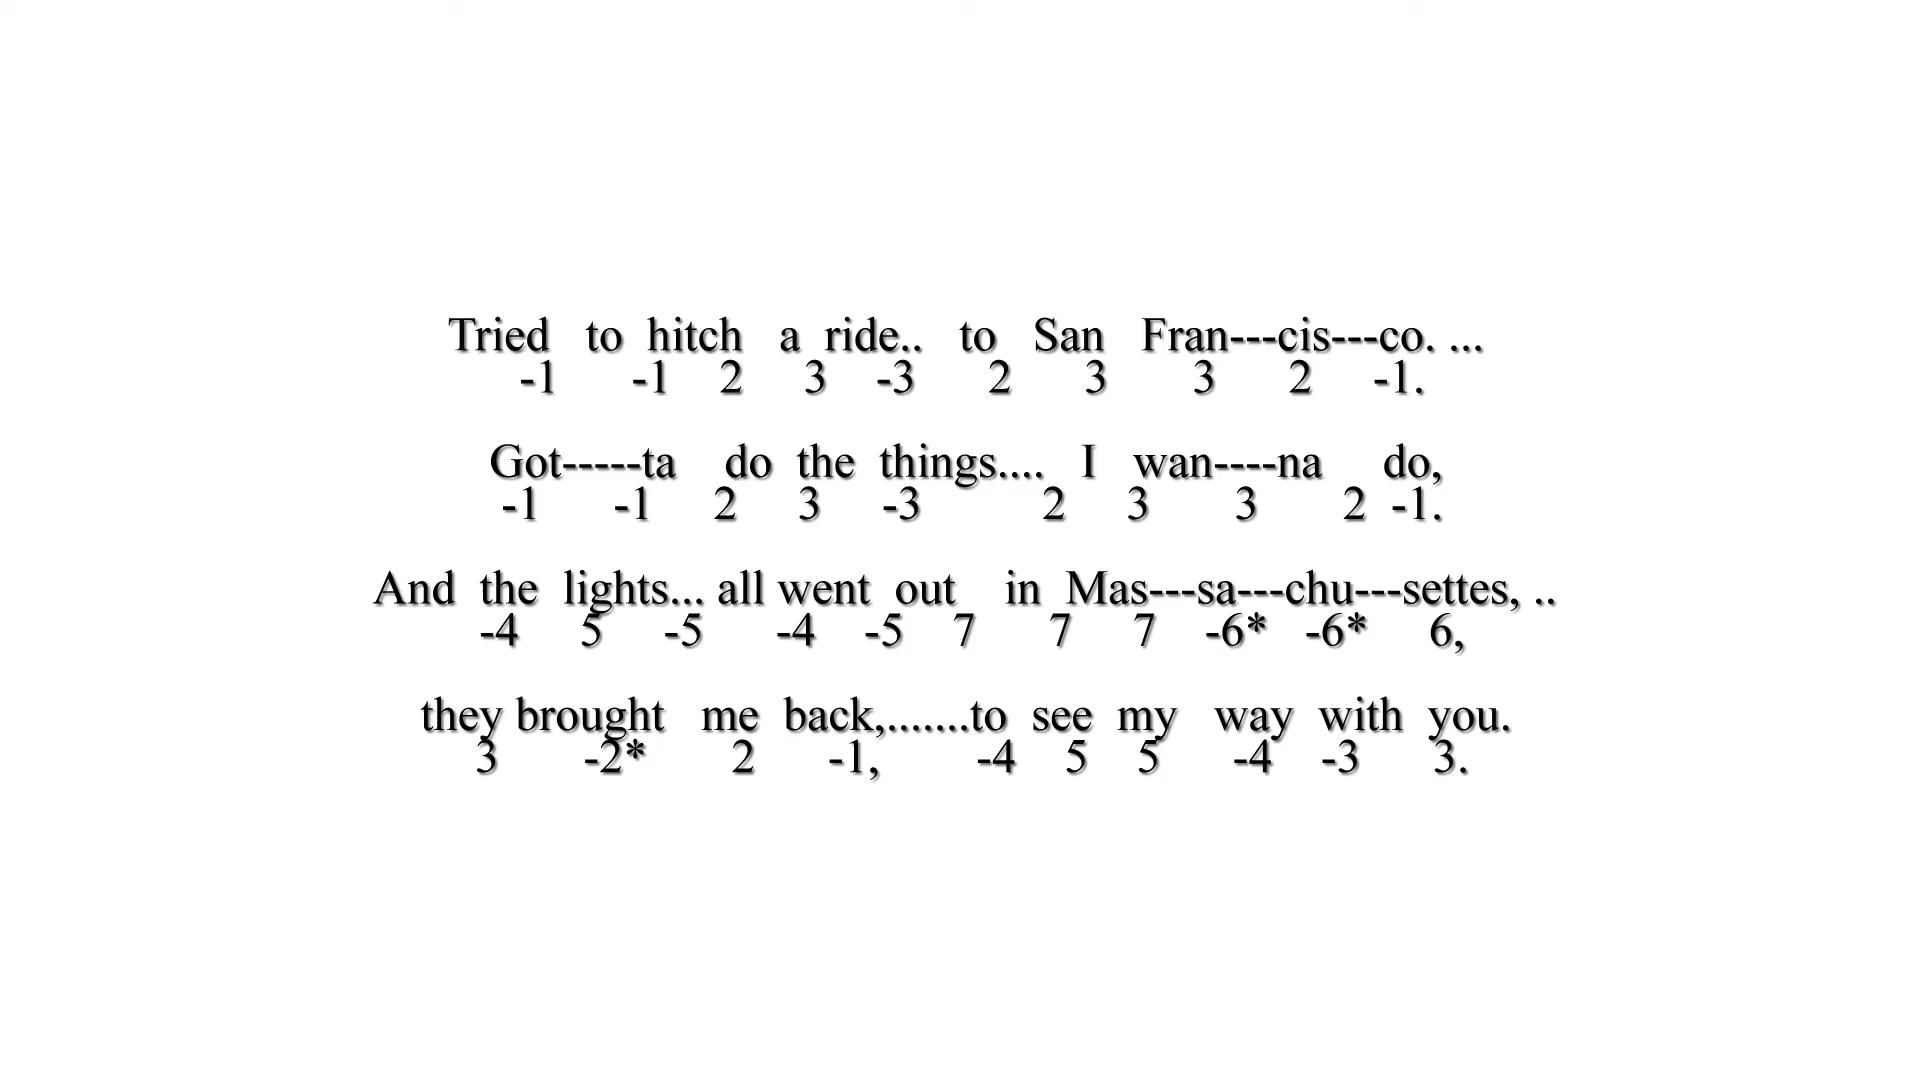 Tried to hitch a ride.. to San Fran---cis---co. ...
-1 -1 2 3 -3 2 3 3 2 -1.
Got-----ta do the things.... I wan----na do,
-1 -1 2 3 -3 2 3 3 2 -1.
And the lights... all went out in Mas---sa---chu---settes, ..
-4 5 -5 -4 -5 7 7 7 -6* -6* 6,
they brought me back,.......to see my way with you.
3 -2* 2 -1, -4 5 5 -4 -3 3.